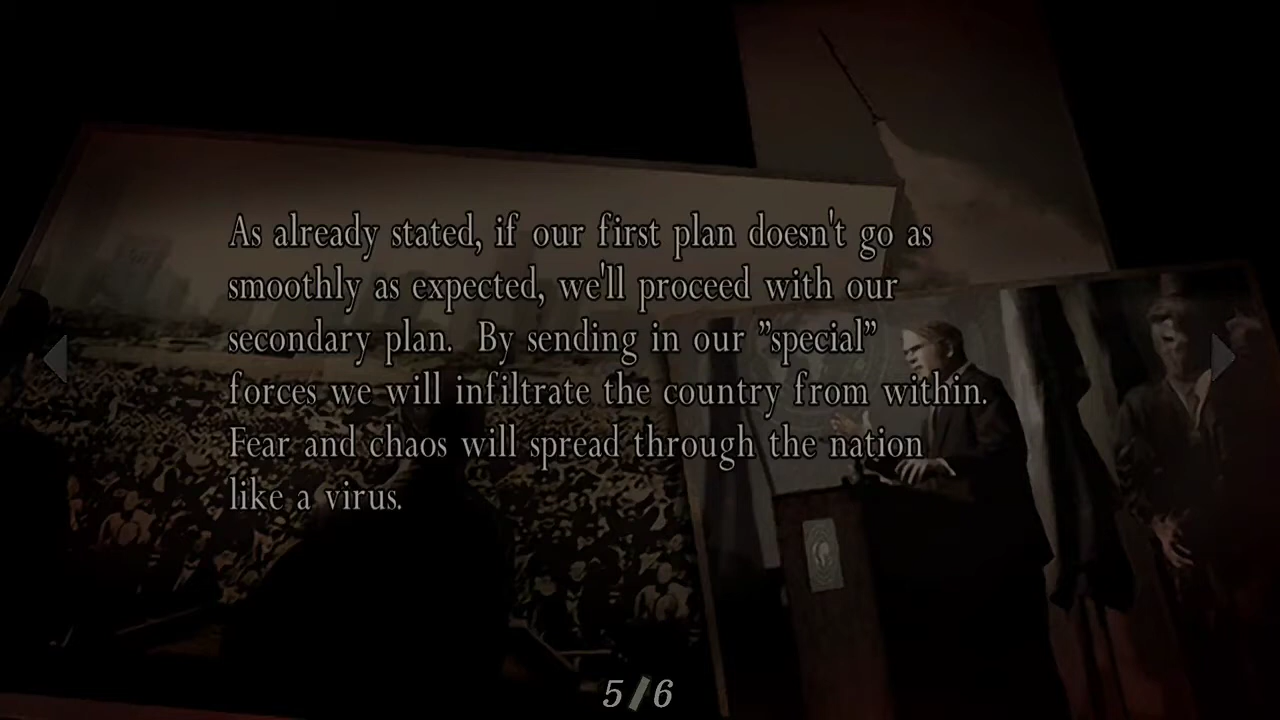 As already stated, if our first plan doesn't go as
smoothly as expected, we'll proceed with our
secondary plan. By sending in our "special"
forces we will infiltrate the country from within.
Fear and chaos will spread through the nation
like a virus.
5/6